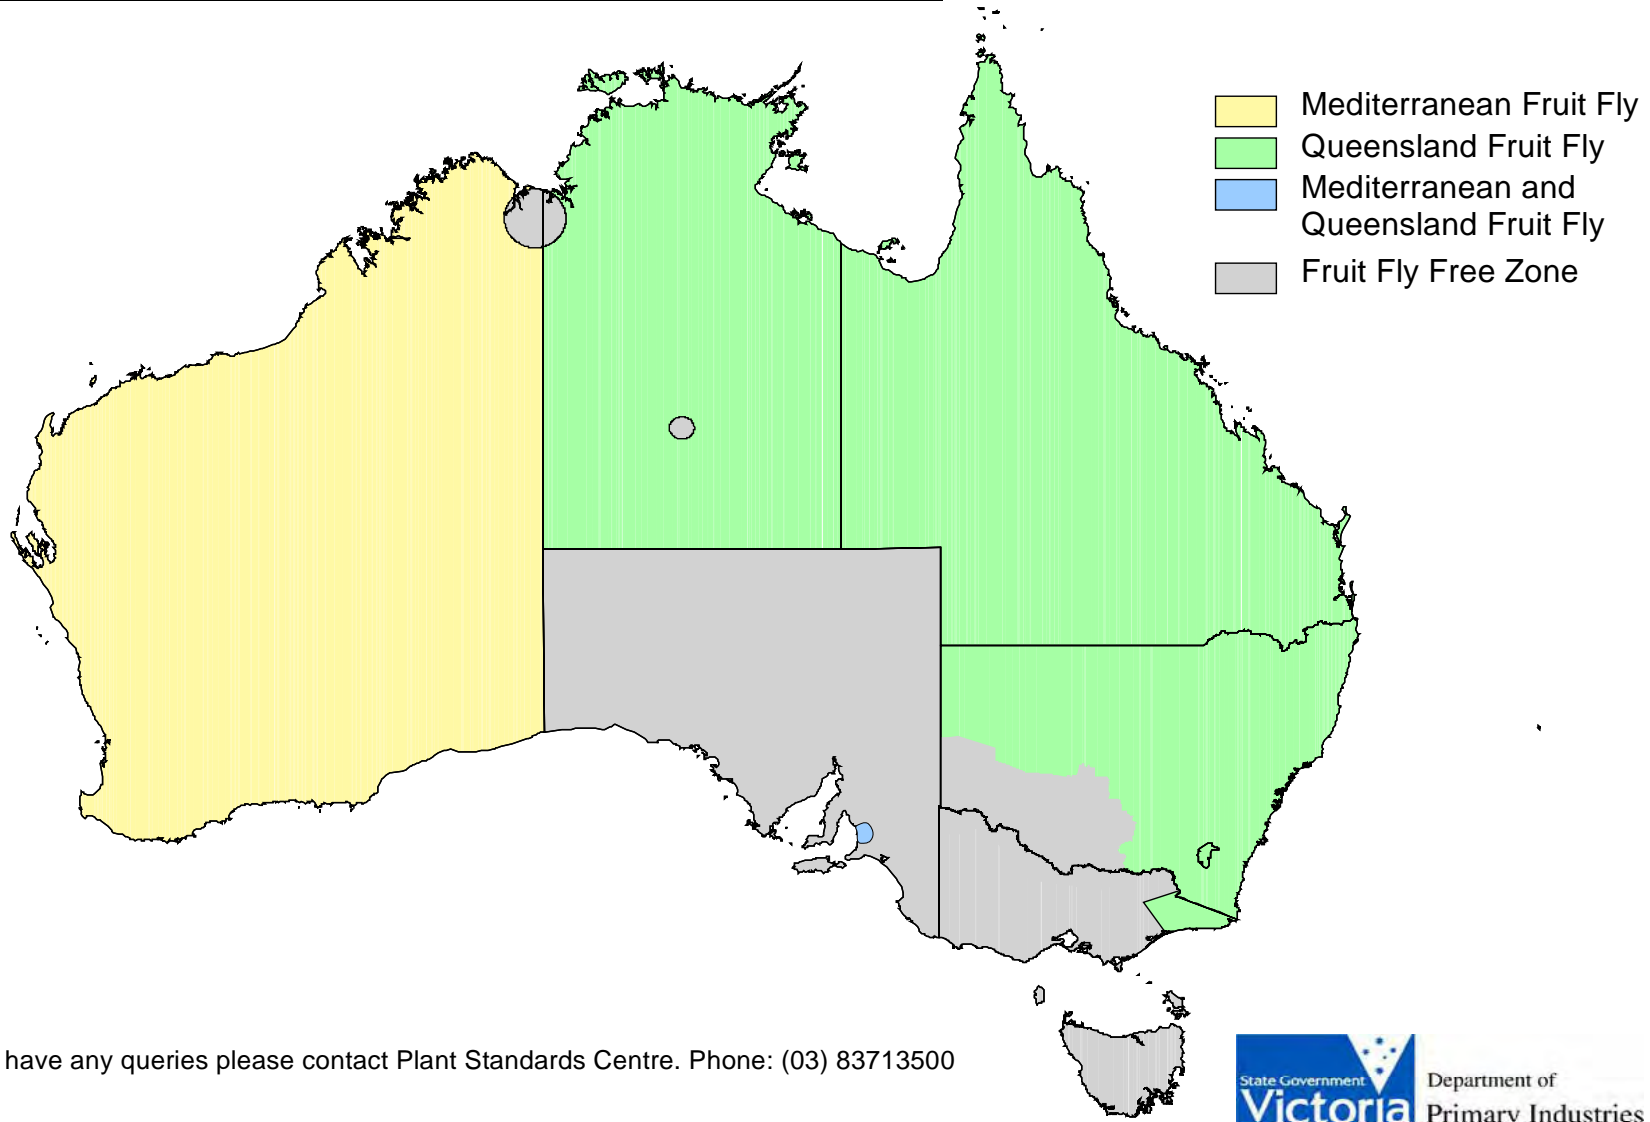 Mediterranean Fruit Fly
Queensland Fruit Fly
Mediterranean and
Queensland Fruit Fly
Fruit Fly Free Zone
have any queries please contact Plant Standards Centre. Phone: (03) 83713500
State Government
Victoria
Department of
Primary Industries